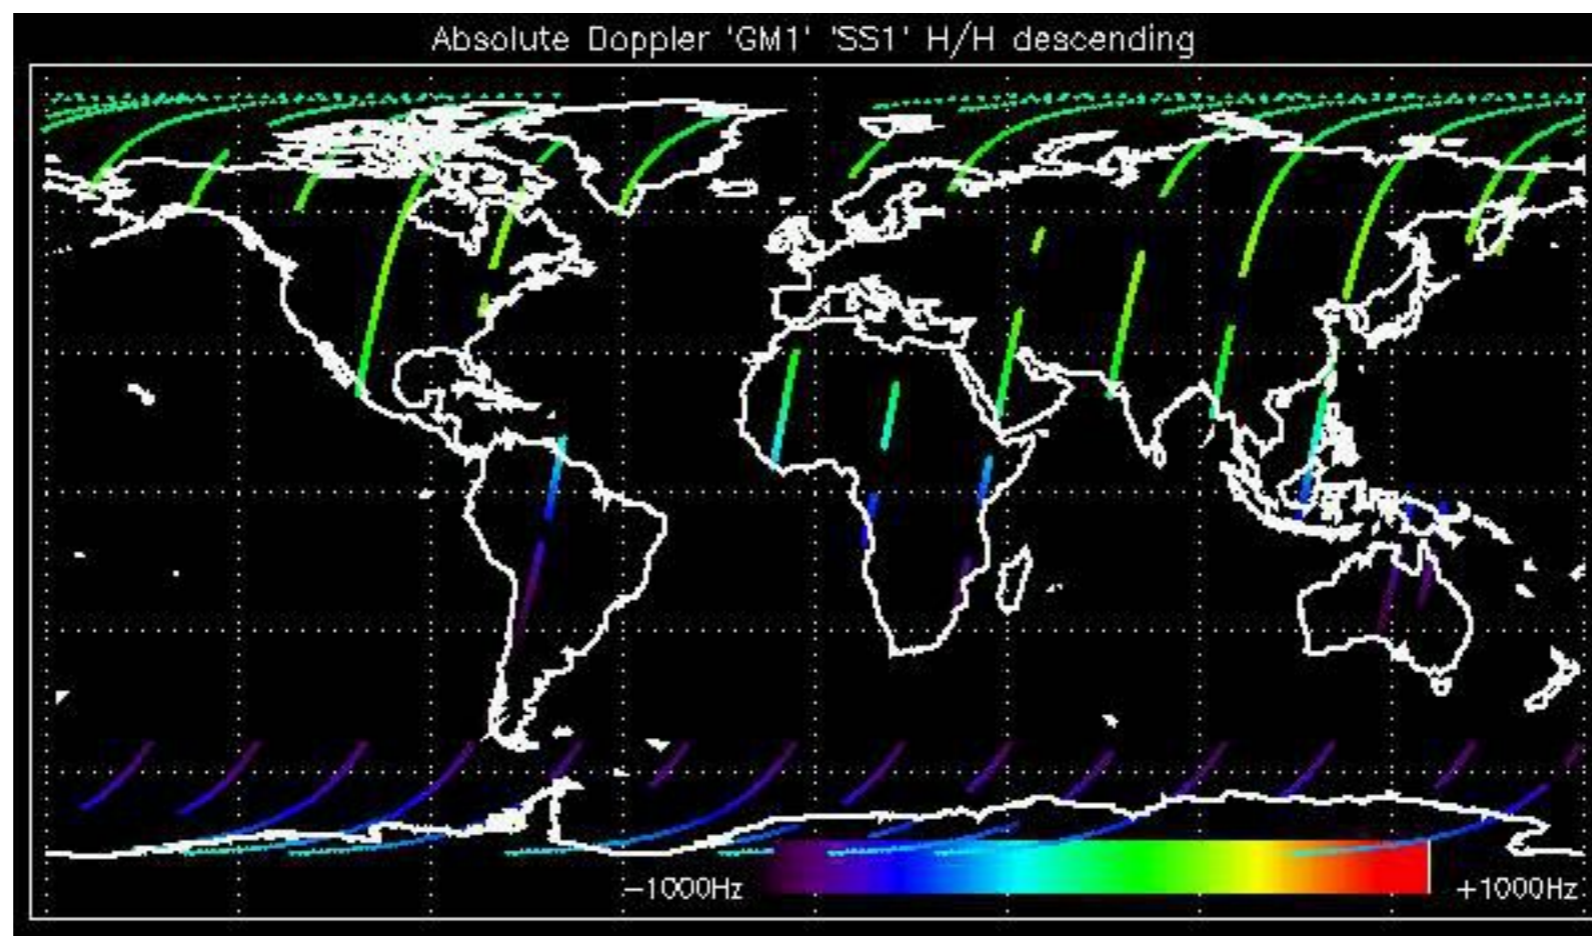 Absolute Doppler 'GM1' 'SS1' H/H descending
−1000Hz
+1000Hz